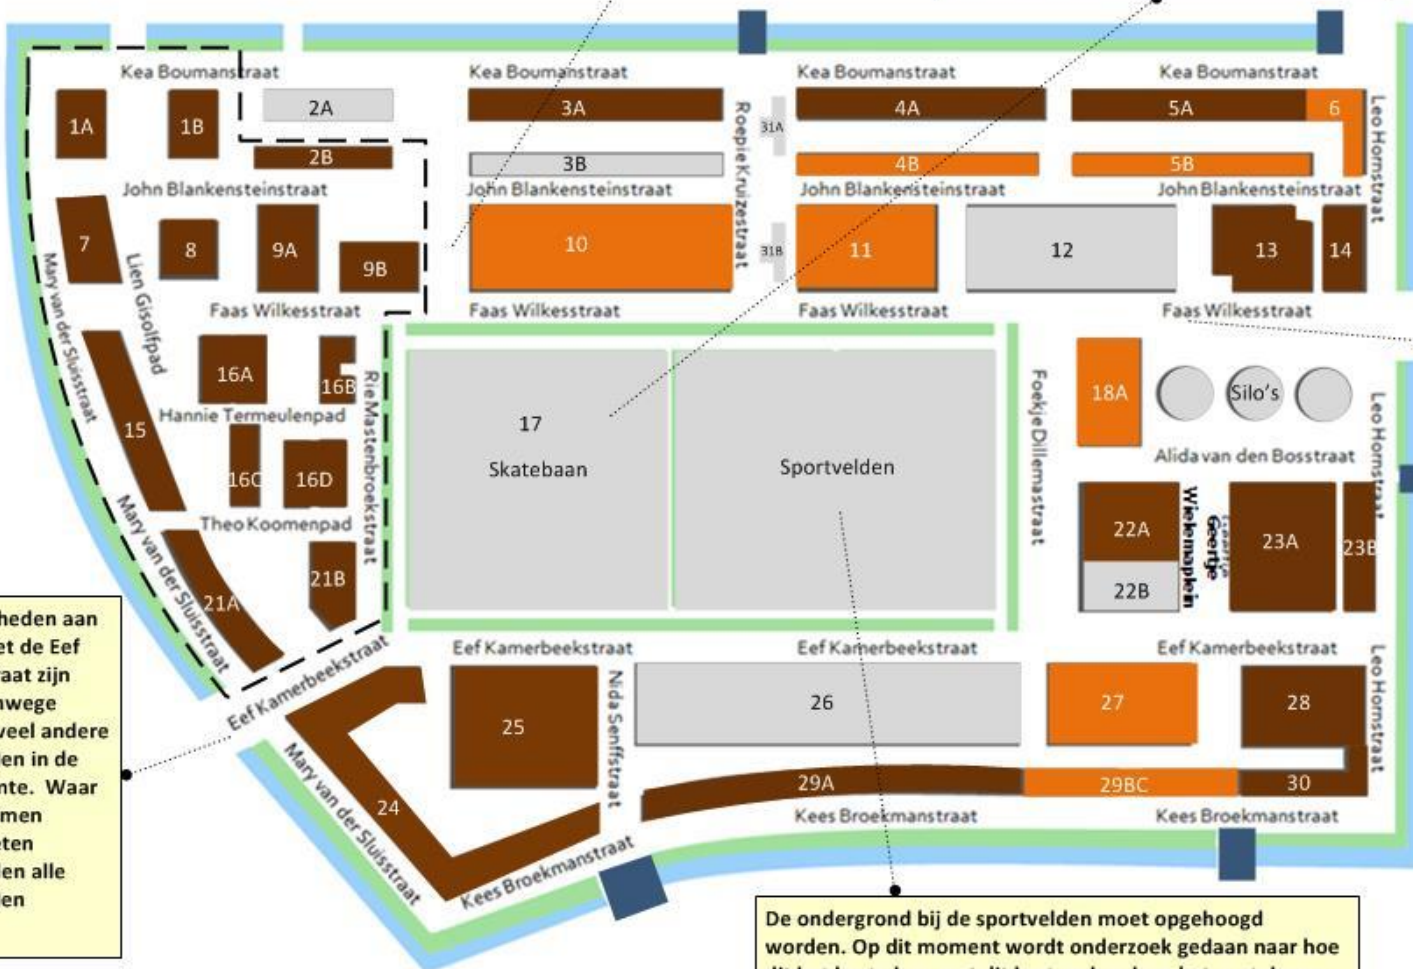 Kea Boumanstraat Kea Boumanstraat Kea Boumanstraat Kea Boumanstraat
1A 1B 2A 3A 4A 5A 6
31A
2B 3B 4B 5B
Roepie Kruizestraat
Leo Hornstraat
John Blankensteinstraat John Blankensteinstraat John Blankensteinstraat John Blankensteinstraat
7 8 9A 9B 10 31B 11 12 13 14
Mary van der Sluisstraat
Lien Gisolfpad
Faas Wilkesstraat Faas Wilkesstraat Faas Wilkesstraat Faas Wilkesstraat
16A 16B 18A Silo's
Rie Mastenbroekstraat
Foekje Dillemastraat
Leo Hornstraat
Hannie Termeulenpad
15 17
Skatebaan Sportvelden
Alida van den Bosstraat
16C 16D
Theo Koomenpad
Mary van der Sluisstraat
22A
Wielemaplein
Geertje
23A 23B
21A 21B 22B
Eef Kamerbeekstraat
Eef Kamerbeekstraat Eef Kamerbeekstraat Eef Kamerbeekstraat
25
Nida Senffstraat
26 27 28
Leo Hornstraat
24
Mary van der Sluisstraat
29A 29BC 30
Kees Broekmanstraat Kees Broekmanstraat Kees Broekmanstraat
heden aan
et de Eef
raat zijn
nwege
veel andere
len in de
nte. Waar
men
eten
len alle
en
De ondergrond bij de sportvelden moet opgehoogd
worden. Op dit moment wordt onderzoek gedaan naar hoe